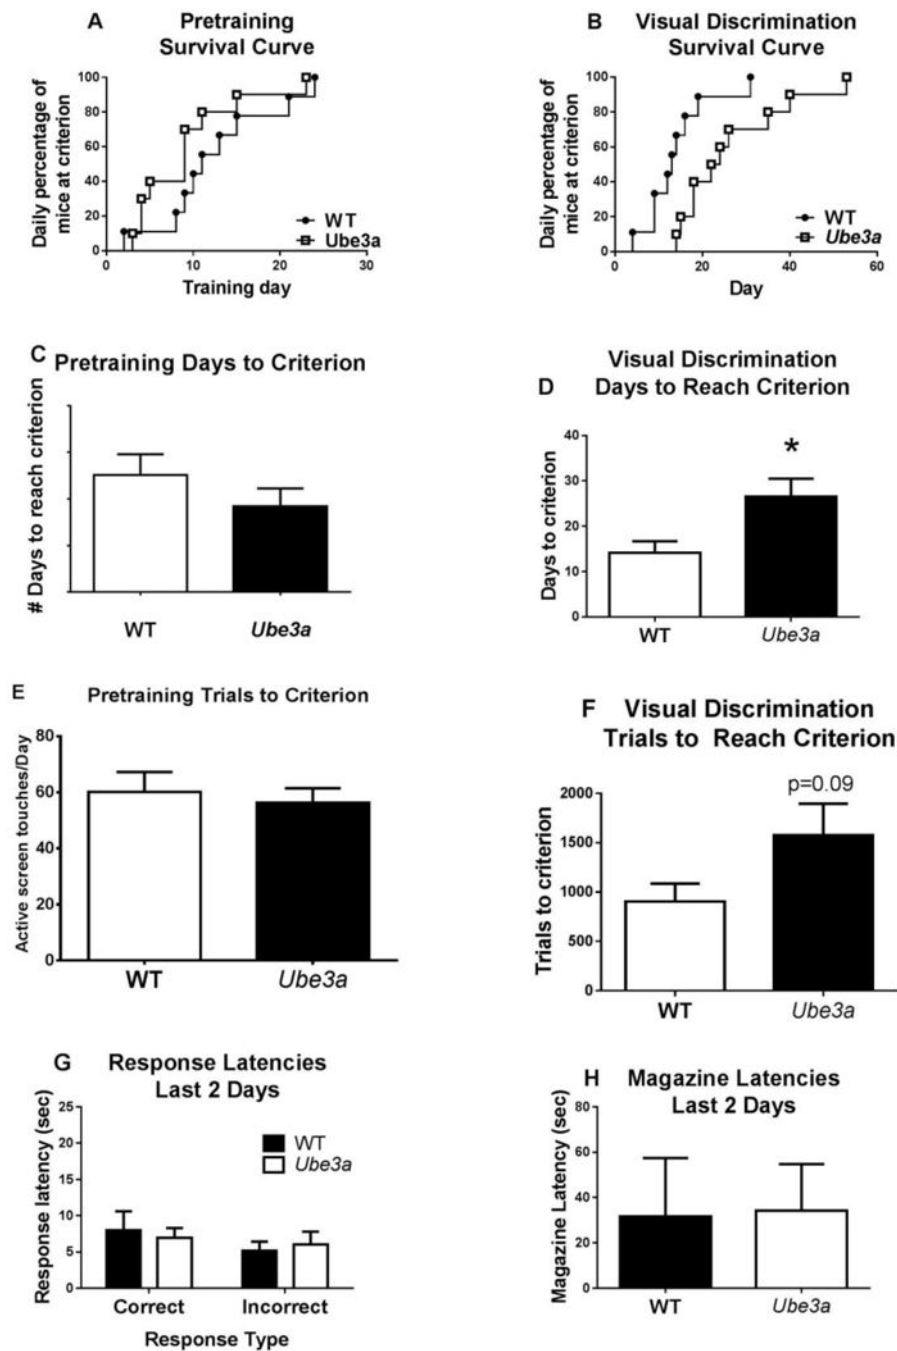 A Pretraining
Survival Curve
Daily percentage of
mice at criterion
100
80
60
40
20
0
WT
Ube3a
0 10 20 30
Training day
B Visual Discrimination
Survival Curve
Daily percentage of
mice at criterion
100
80
60
40
20
0
WT
Ube3a
0 20 40 60
Day
C Pretraining Days to Criterion
# Days to reach criterion
WT Ube3a
Visual Discrimination
D Days to Reach Criterion
Days to criterion
40
30
20
10
0
*
WT Ube3a
E Pretraining Trials to Criterion
Active screen touches/Day
80
60
40
20
0
WT Ube3a
F Visual Discrimination
Trials to Reach Criterion
Trials to criterion
2000
1500
1000
500
0
p=0.09
WT Ube3a
G Response Latencies
Last 2 Days
Response latency (sec)
25
20
15
10
5
0
WT
Ube3a
Correct Incorrect
Response Type
H Magazine Latencies
Last 2 Days
Magazine Latency (sec)
80
60
40
20
0
WT Ube3a